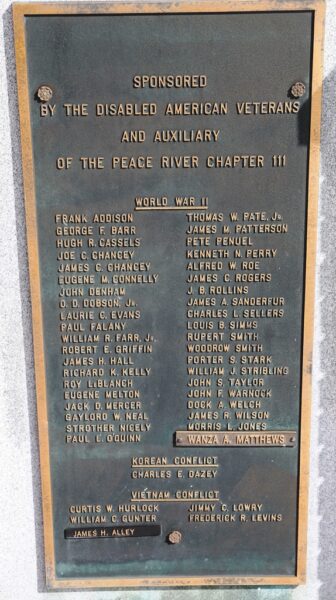 SPONSORED
BY THE DISABLED AMERICAN VETERANS
AND AUXILIARY
OF THE PEACE RIVER CHAPTER 111
WORLD WAR II
FRANK ADDISON
GEORGE F. BARR
HUGH R. CASSELS
JOE C. CHANCEY
JAMES C. CHANCEY
EUGENE M. CONNELLY
JOHN DENHAM
O. D. DOBSON, Jr.
LAURIE C. EVANS
PAUL FALANY
WILLIAM R. FARR, Jr.
ROBERT E. GRIFFIN
JAMES H. HALL
RICHARD K. KELLY
ROY L. BLANCH
EUGENE MELTON
JACK D. MERCER
GAYLORD W. NEAL
STROTHER NICELY
PAUL L. O'QUINN
THOMAS W. PATE, Jr.
JAMES M. PATTERSON
PETE PENUEL
KENNETH N. PERRY
ALFRED W. ROE
JAMES C. ROGERS
J. B. ROLLINS
JAMES A. SANDERFUR
CHARLES L. SELLERS
LOUIS B. SIMMS
RUPERT SMITH
WOODROW SMITH
PORTER S. STARK
WILLIAM J. STRIBLING
JOHN S. TAYLOR
JOHN F. WARNOCK
DOCK A. WELCH
JAMES R. WILSON
MORRIS L. JONES
WANZA A. MATTHEWS
KOREAN CONFLICT
CHARLES E. DAZEY
VIETNAM CONFLICT
CURTIS W. HURLOCK
WILLIAM C. GUNTER
JAMES H. ALLEY
JIMMY C. LOWRY
FREDERICK R. LEVINS